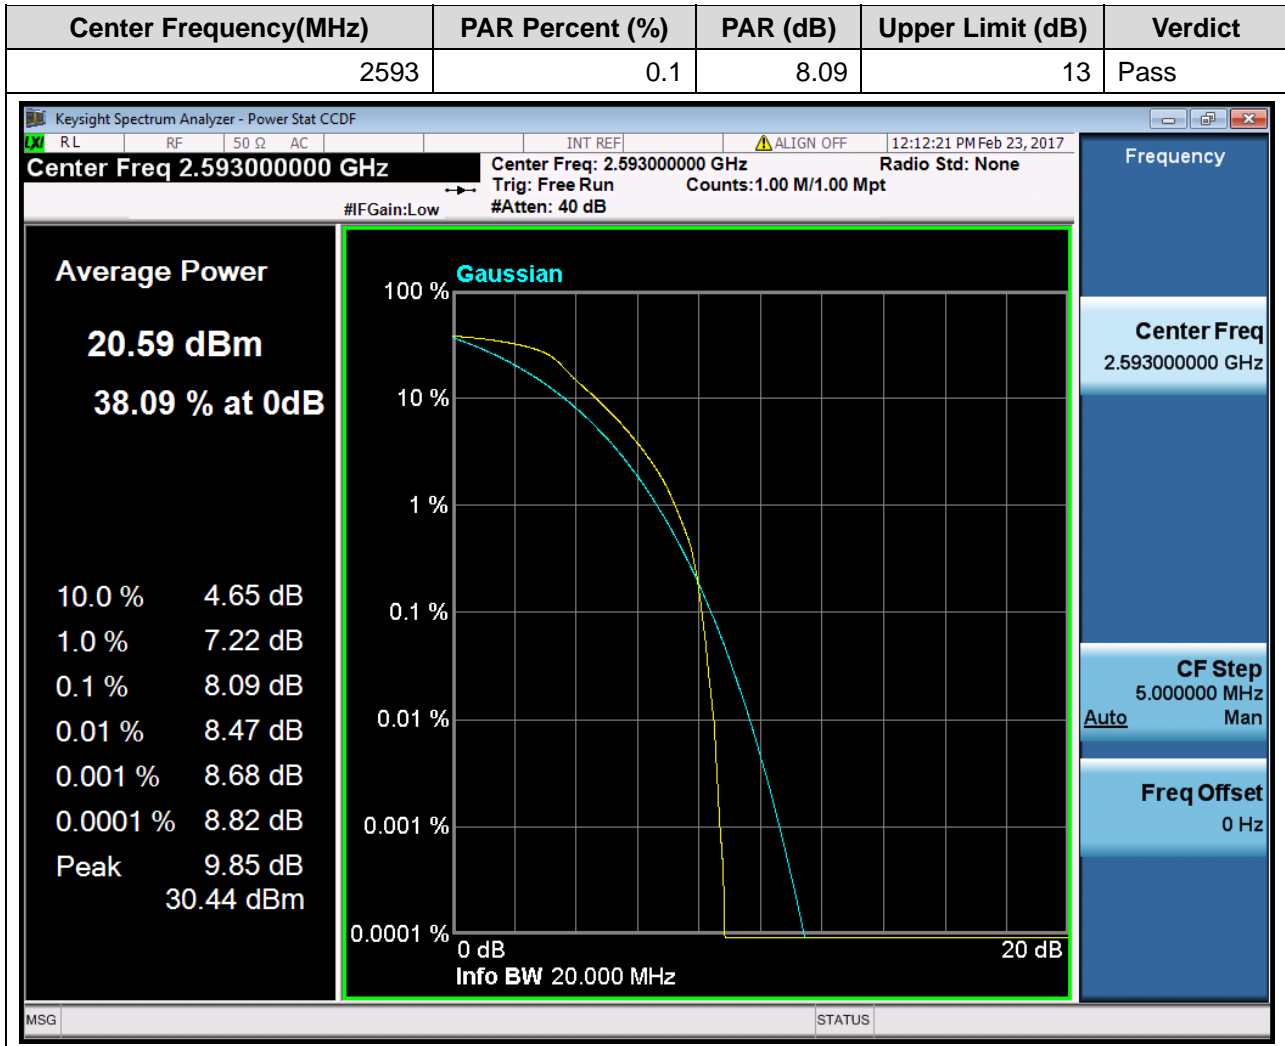 Center Frequency(MHz) PAR Percent (%) PAR (dB) Upper Limit (dB) Verdict
2593 0.1 8.09 13 Pass
Keysight Spectrum Analyzer - Power Stat CCDF
LXI RL RF 50 Ω AC INT REF ALIGN OFF 12:12:21 PM Feb 23, 2017
Center Freq 2.593000000 GHz
#IFGain:Low
Center Freq: 2.593000000 GHz Radio Std: None
Trig: Free Run Counts:1.00 M/1.00 Mpt
#Atten: 40 dB
Average Power
20.59 dBm
38.09 % at 0dB
10.0 % 4.65 dB
1.0 % 7.22 dB
0.1 % 8.09 dB
0.01 % 8.47 dB
0.001 % 8.68 dB
0.0001 % 8.82 dB
Peak 9.85 dB
30.44 dBm
Gaussian
100 %
10 %
1 %
0.1 %
0.01 %
0.001 %
0.0001 %
0 dB 20 dB
Info BW 20.000 MHz
Frequency
Center Freq
2.593000000 GHz
CF Step
5.000000 MHz
Auto Man
Freq Offset
0 Hz
MSG STATUS